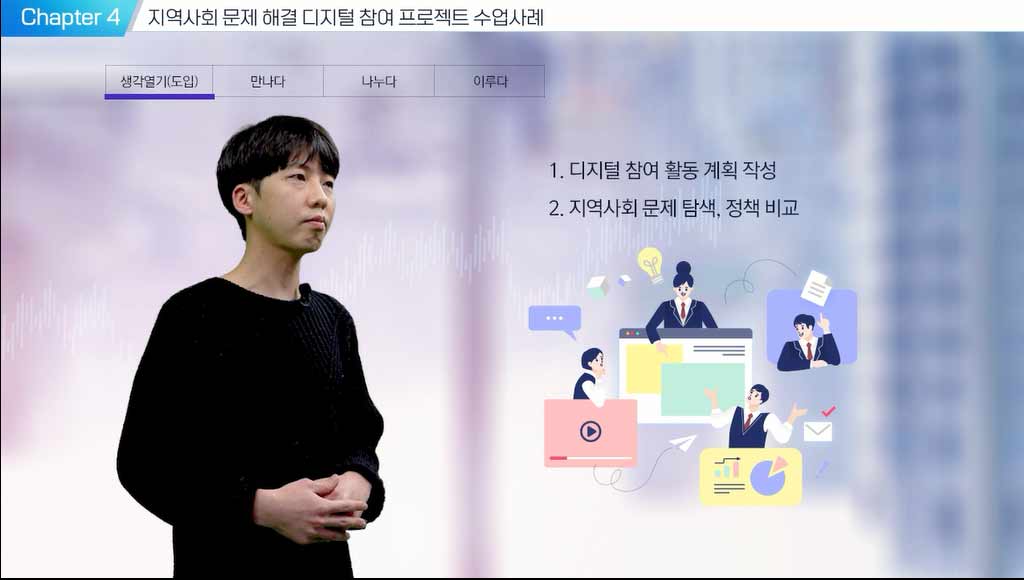 Chapter 4 지역사회 문제 해결 디지털 참여 프로젝트 수업사례
생각열기(도입) 만나다 나누다 이루다
1. 디지털 참여 활동 계획 작성
2. 지역사회 문제 탐색, 정책 비교